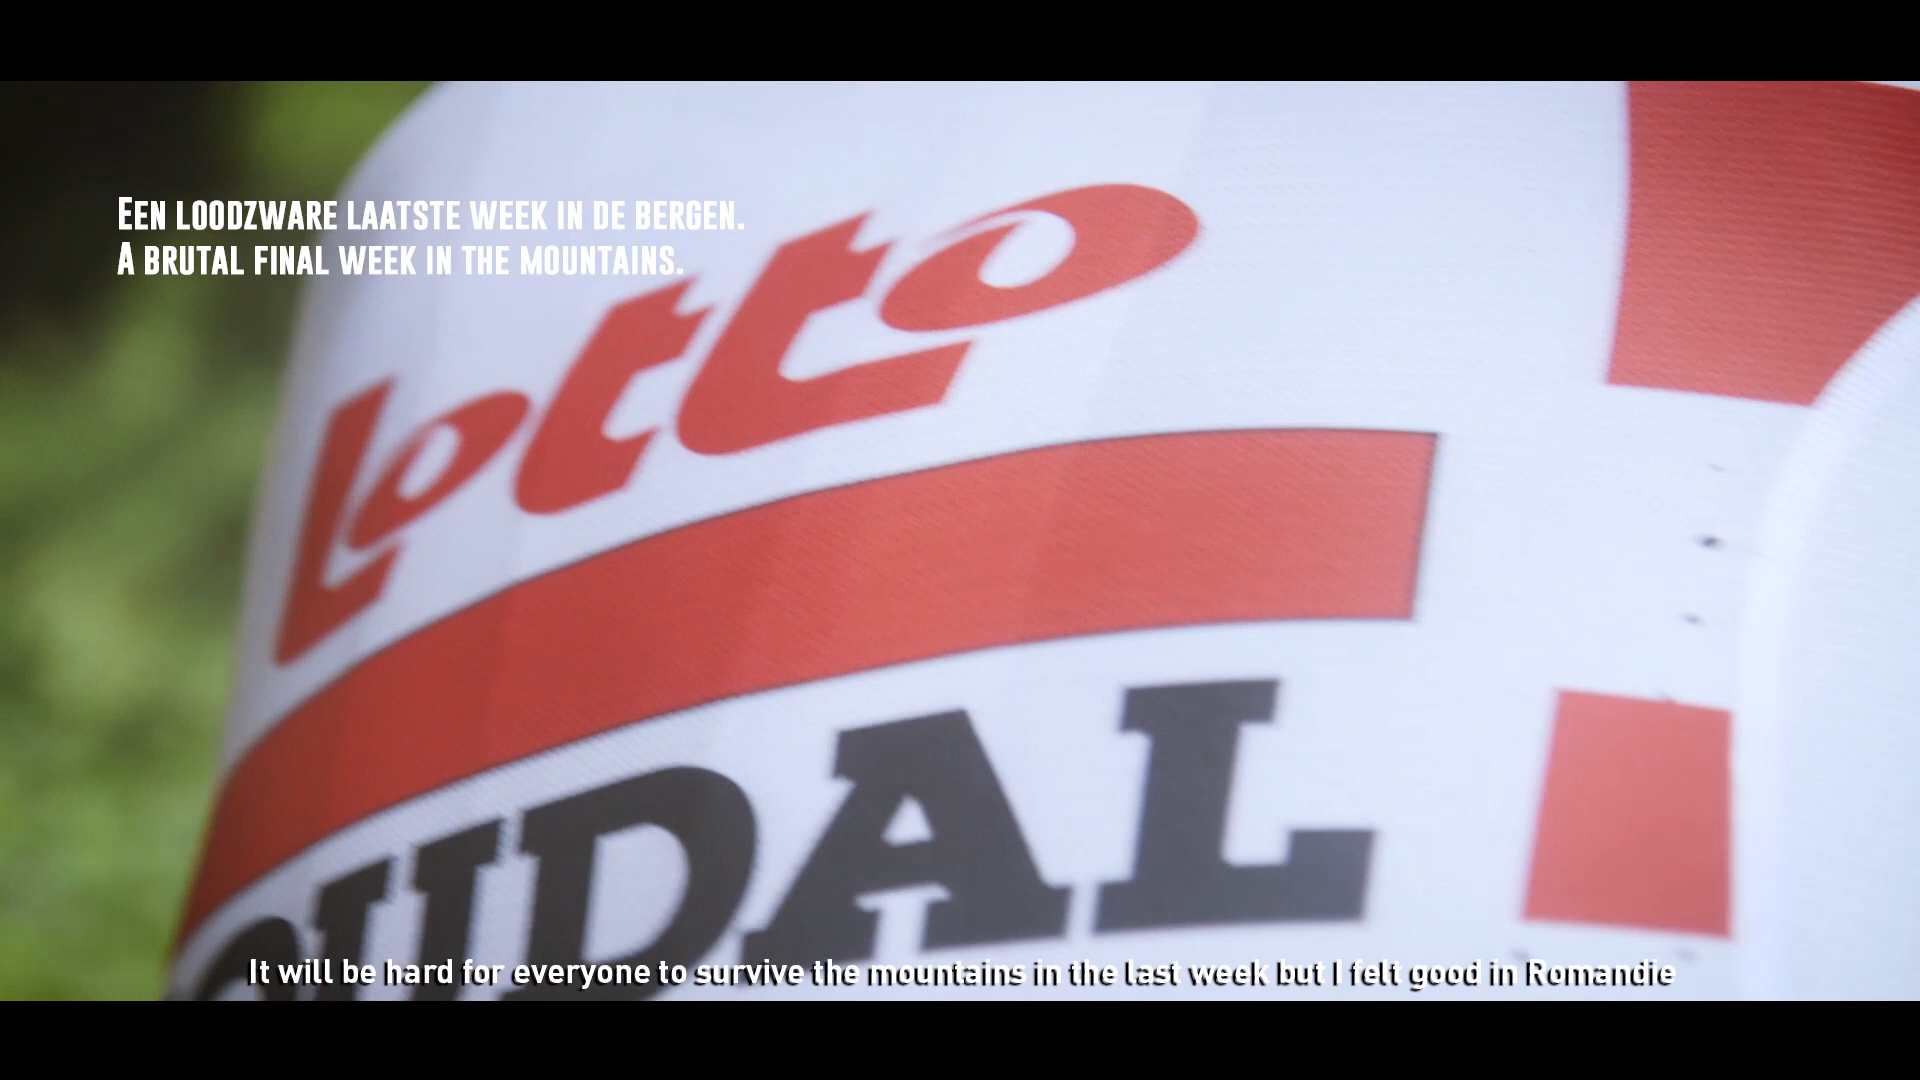 Een loodzware laatste week in de bergen.
A brutal final week in the mountains.
lotto
OUDAL
It will be hard for everyone to survive the mountains in the last week but I felt good in Romandie